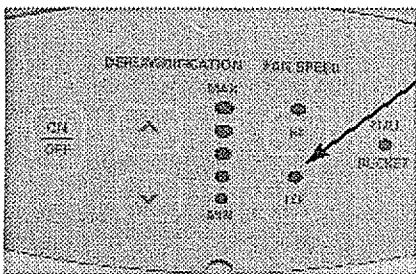 DEHUMIDIFICATION FAN SPEED
MAX
ON
OFF
HI
FULL
BUCKET
MIN
LO